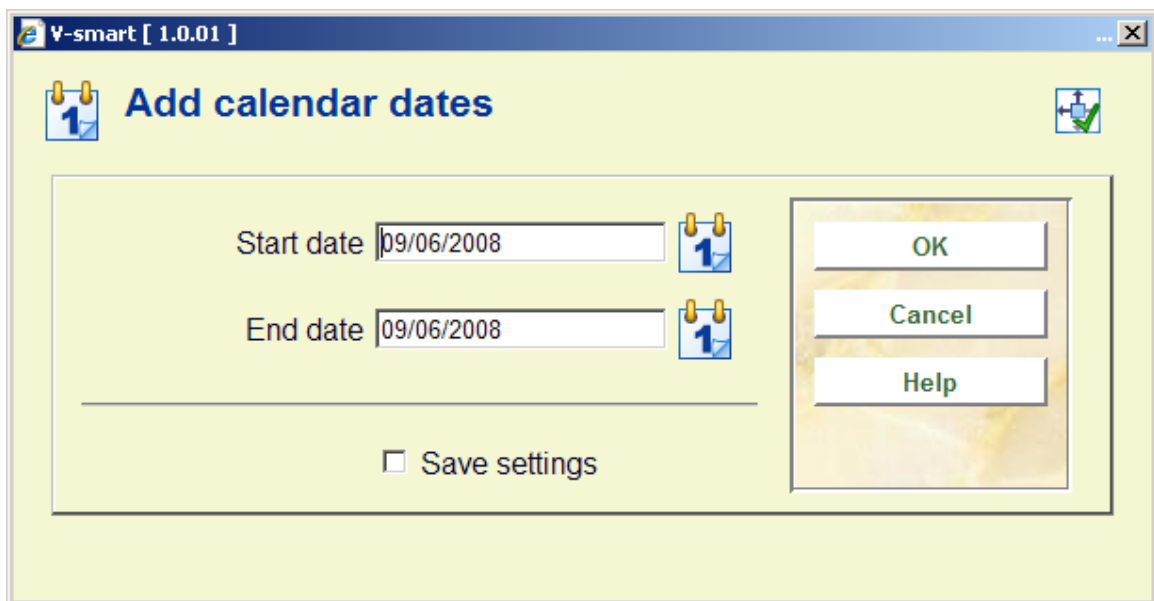 V-smart [ 1.0.01 ]
...
Add calendar dates
Start date 09/06/2008
End date 09/06/2008
Save settings
OK
Cancel
Help